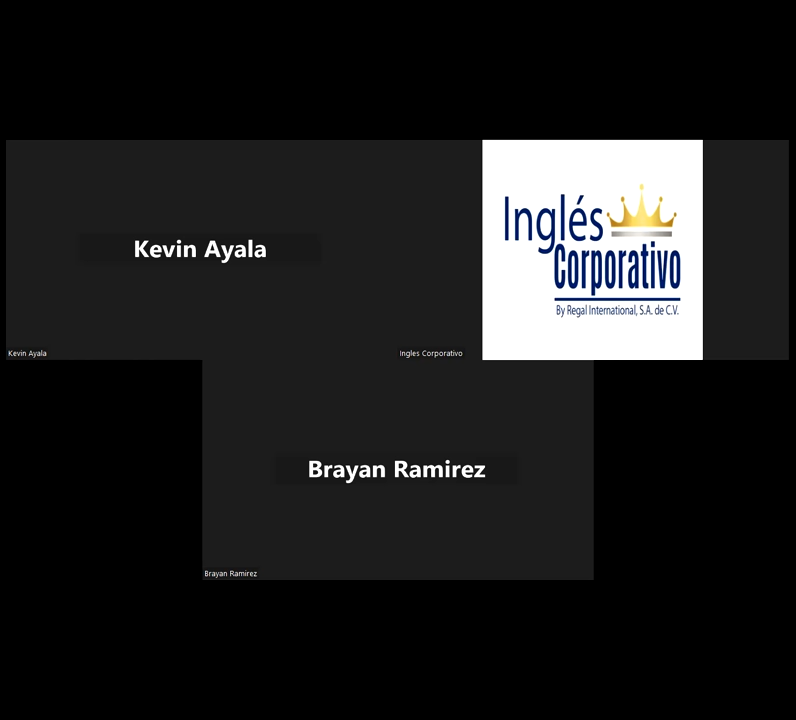 Kevin Ayala
Kevin Ayala
Inglés
Corporativo
By Regal International, S.A. de C.V.
Ingles Corporativo
Brayan Ramirez
Brayan Ramirez